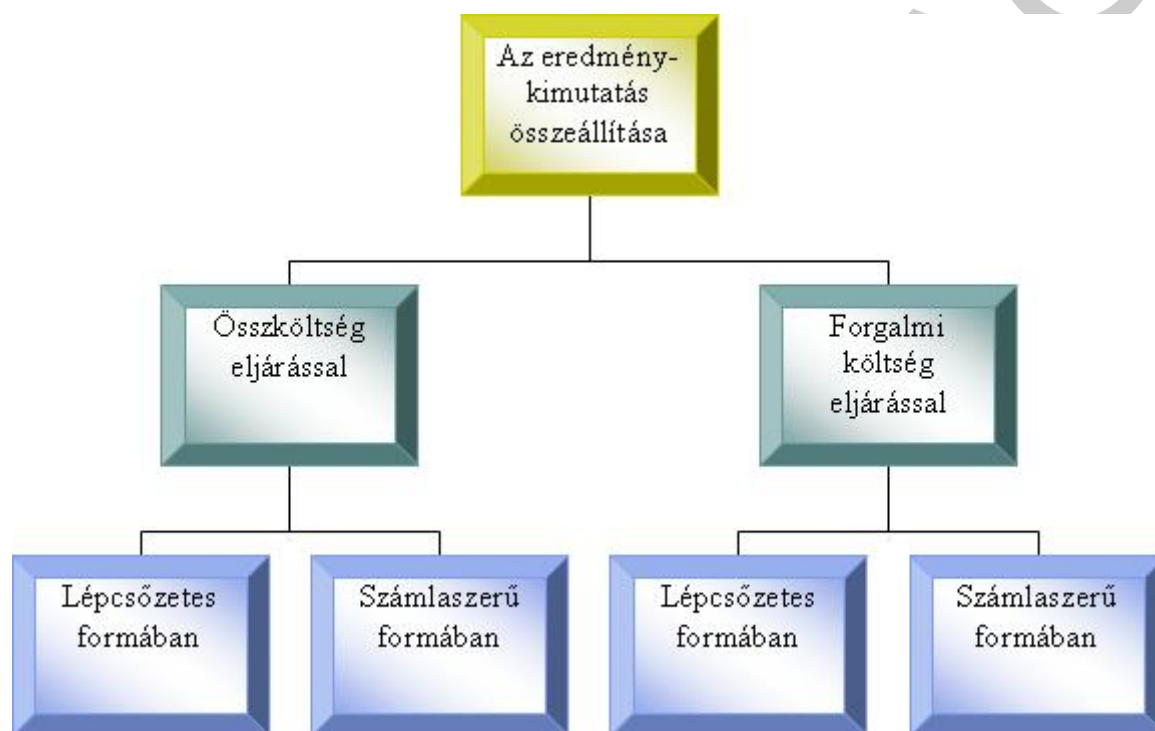 Az eredmény-
kimutatás
összeállítása
Összköltség
eljárással
Forgalmi
költség
eljárással
Lépcsőzetes
formában
Számlaszerű
formában
Lépcsőzetes
formában
Számlaszerű
formában